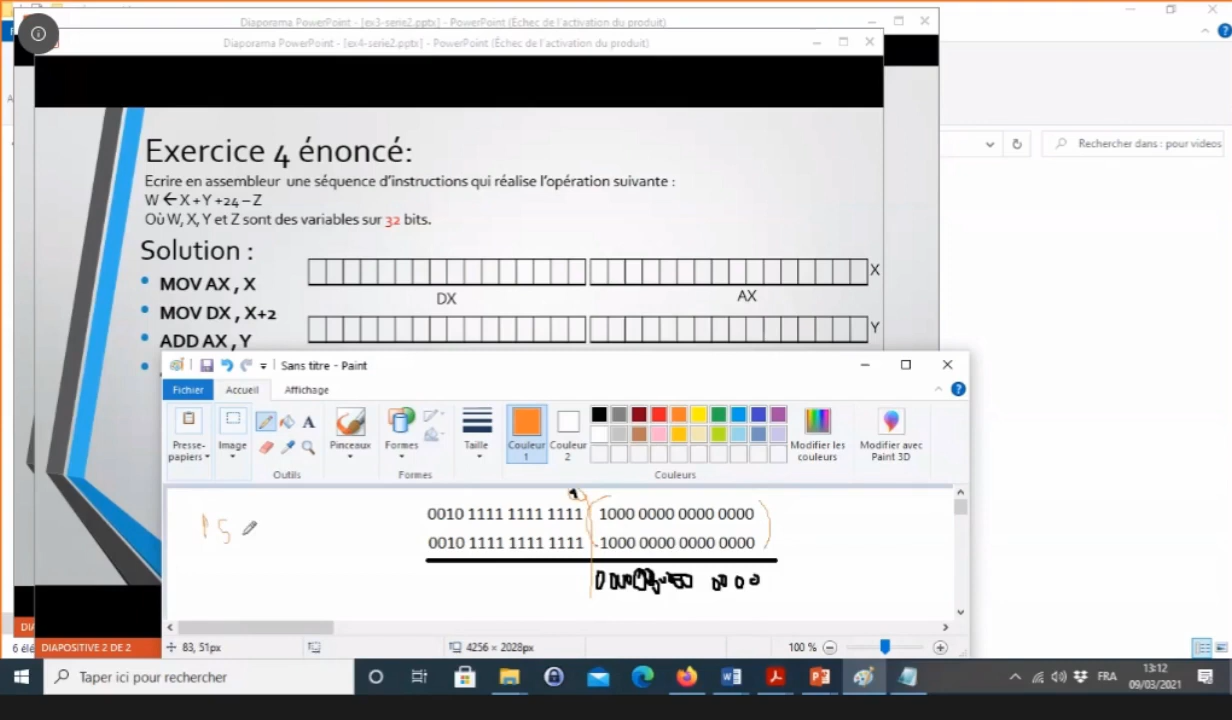 Diaporama PowerPoint - [ex3-serie2.pptx] - PowerPoint (Échec de l'activation du produit)
Diaporama PowerPoint - [ex4-serie2.pptx] - PowerPoint (Échec de l'activation du produit)
Rechercher dans : pour videos
Exercice 4 énoncé:
Ecrire en assembleur une séquence d'instructions qui réalise l'opération suivante :
W ← X + Y +24 – Z
Où W, X, Y et Z sont des variables sur 32 bits.
Solution :
• MOV AX , X
• MOV DX , X+2
• ADD AX , Y
X
DX
AX
Y
Sans titre - Paint
Fichier
Accueil
Affichage
Presse-papiers
Image
Outils
Pinceaux
Formes
Formes
Taille
Couleur 1
Couleur 2
Couleurs
Modifier les couleurs
Modifier avec Paint 3D
0010 1111 1111 1111 1000 0000 0000 0000
0010 1111 1111 1111 1000 0000 0000 0000
83, 51px
4256 × 2028px
100 %
6 élé
DIAPOSITIVE 2 DE 2
Taper ici pour rechercher
FRA
13:12
09/03/2021